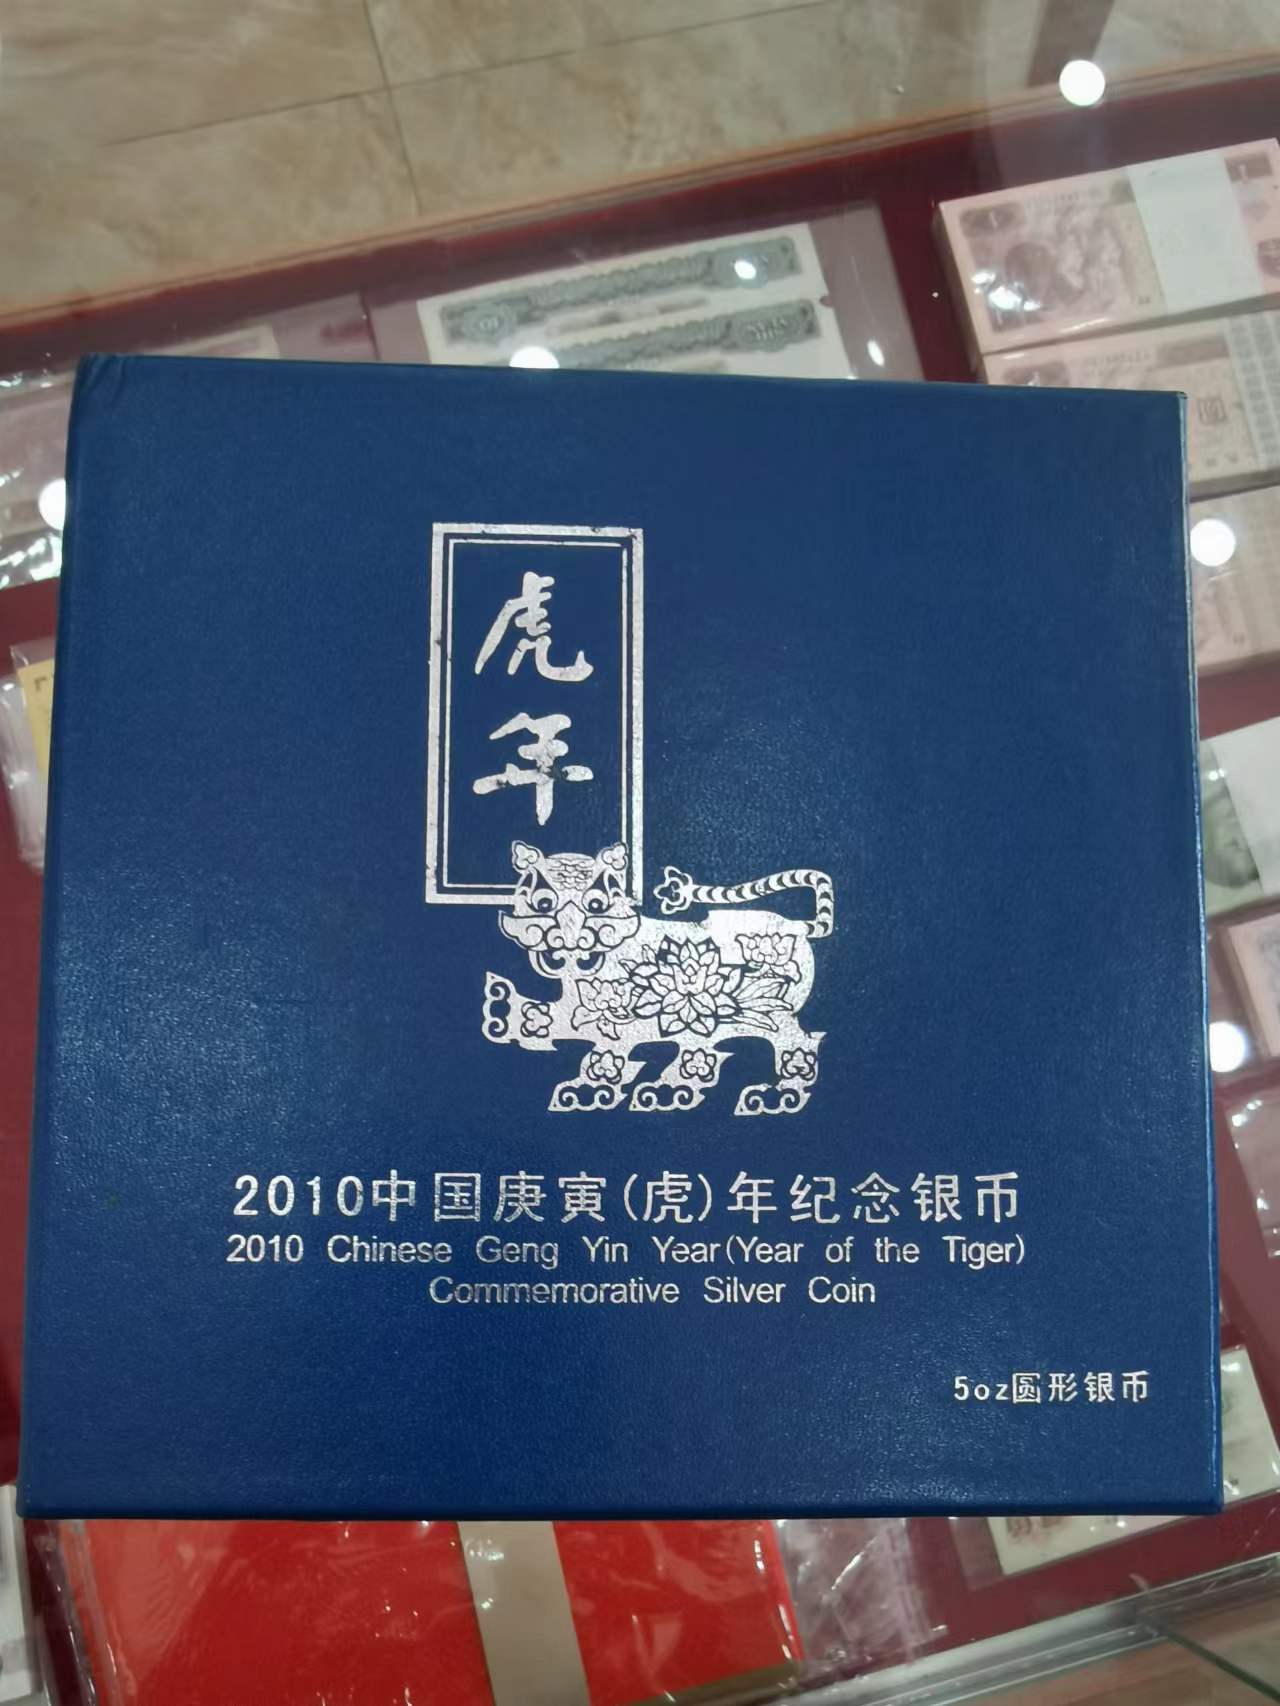 虎年
2010中国庚寅(虎)年纪念银币
2010 Chinese Geng Yin Year(Year of the Tiger)
Commemorative Silver Coin
5oz圆形银币